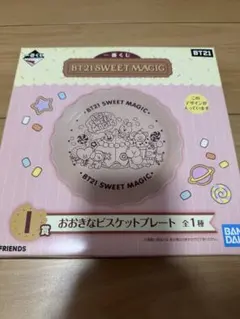 一番くじ
BT21 SWEET MAGIC
BT21
この
デザインが
入っています
BT21 SWEET MAGIC
BT21 SWEET MAGIC
I賞
おおきなビスケットプレート 全1種
FRIENDS
BANDAI